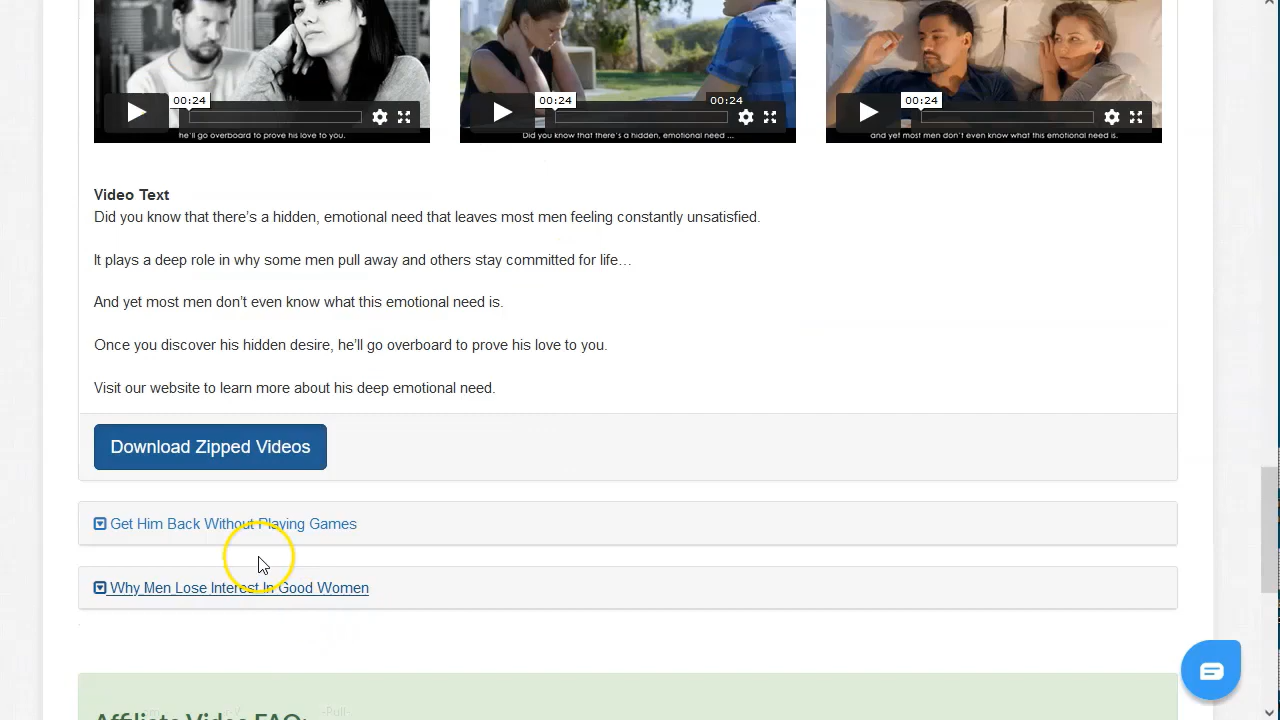 00:24
00:24
00:24
00:24
he'll go overboard to prove his love to you.
Did you know that there's a hidden, emotional need ...
and yet most men don't even know what this emotional need is.
Video Text
Did you know that there's a hidden, emotional need that leaves most men feeling constantly unsatisfied.
It plays a deep role in why some men pull away and others stay committed for life…
And yet most men don't even know what this emotional need is.
Once you discover his hidden desire, he'll go overboard to prove his love to you.
Visit our website to learn more about his deep emotional need.
Download Zipped Videos
Get Him Back Without Playing Games
Why Men Lose Interest In Good Women
Affiliate Video FAQ: